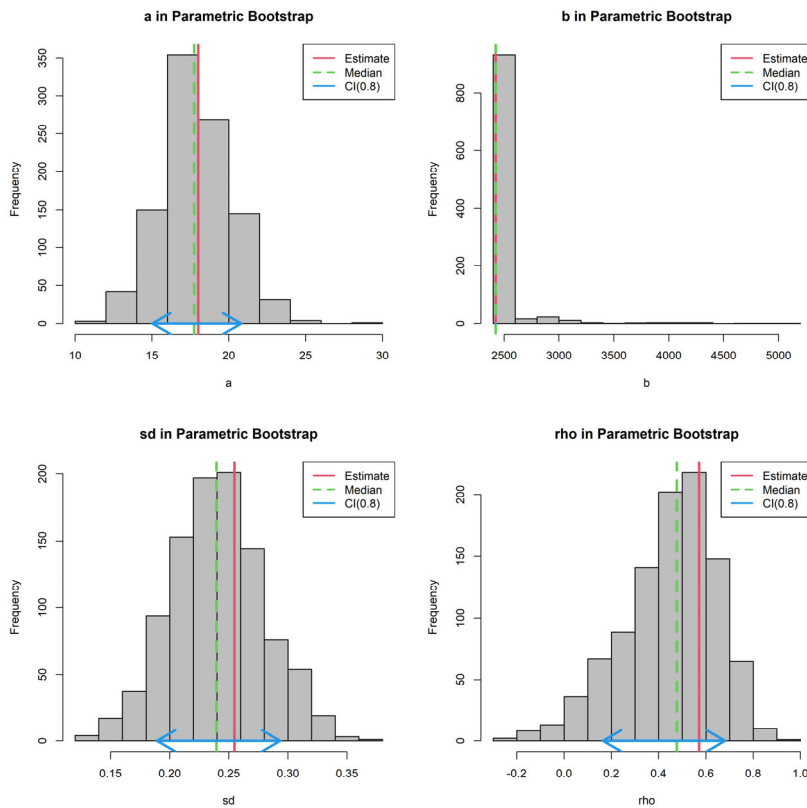 a in Parametric Bootstrap
Frequency
0
50
100
150
200
250
300
350
10
15
20
25
30
a
Estimate
Median
CI(0.8)
b in Parametric Bootstrap
Frequency
0
200
400
600
800
2500
3000
3500
4000
4500
5000
b
Estimate
Median
CI(0.8)
sd in Parametric Bootstrap
Frequency
0
50
100
150
200
0.15
0.20
0.25
0.30
0.35
sd
Estimate
Median
CI(0.8)
rho in Parametric Bootstrap
Frequency
0
50
100
150
200
-0.2
0.0
0.2
0.4
0.6
0.8
1.0
rho
Estimate
Median
CI(0.8)